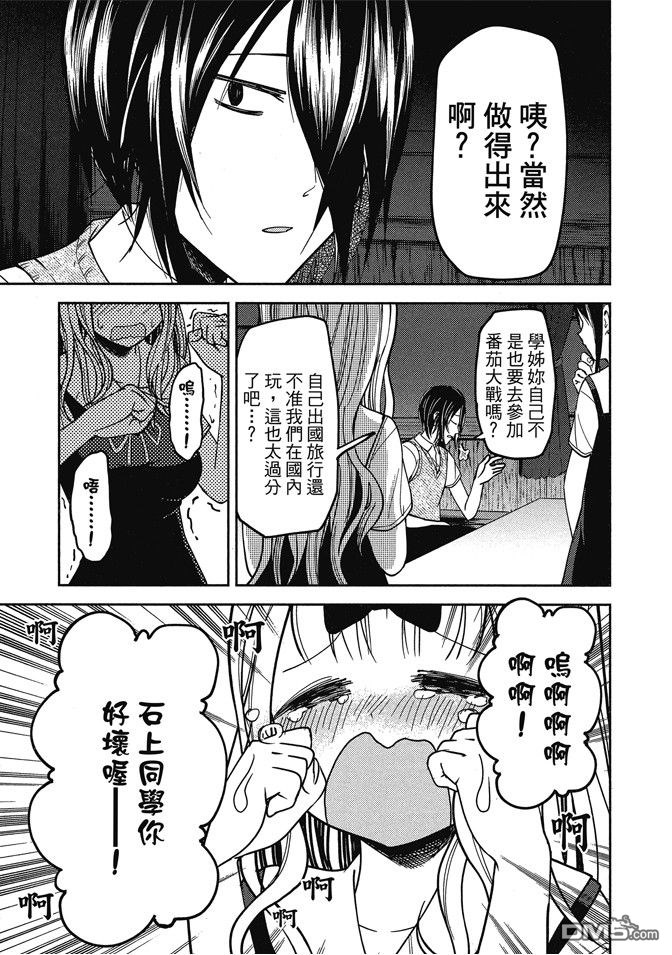 咦？當然
做得出來
啊？
學姊妳自己不
是也要去參加
番茄大戰嗎？
自己出國旅行還
不准我們在國內
玩，這也太過分
了吧…？
嗚……！
唔……！
嗚啊啊啊
啊啊！
啊
啊
石上同學你
好壞喔——！
啊
啊
啊
啊
DM5.com